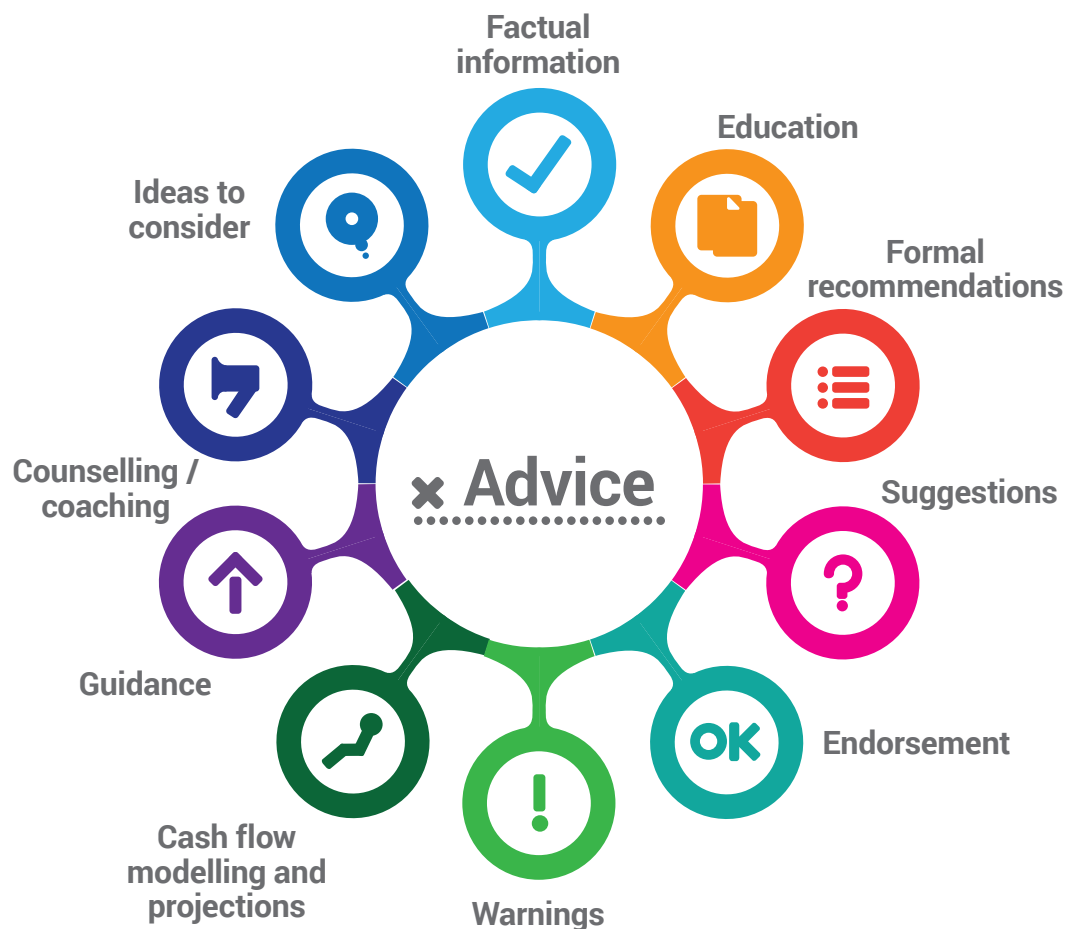 Factual
information
Education
Formal
recommendations
Suggestions
OK
Endorsement
Warnings
Cash flow
modelling and
projections
Guidance
Counselling /
coaching
Ideas to
consider
Advice